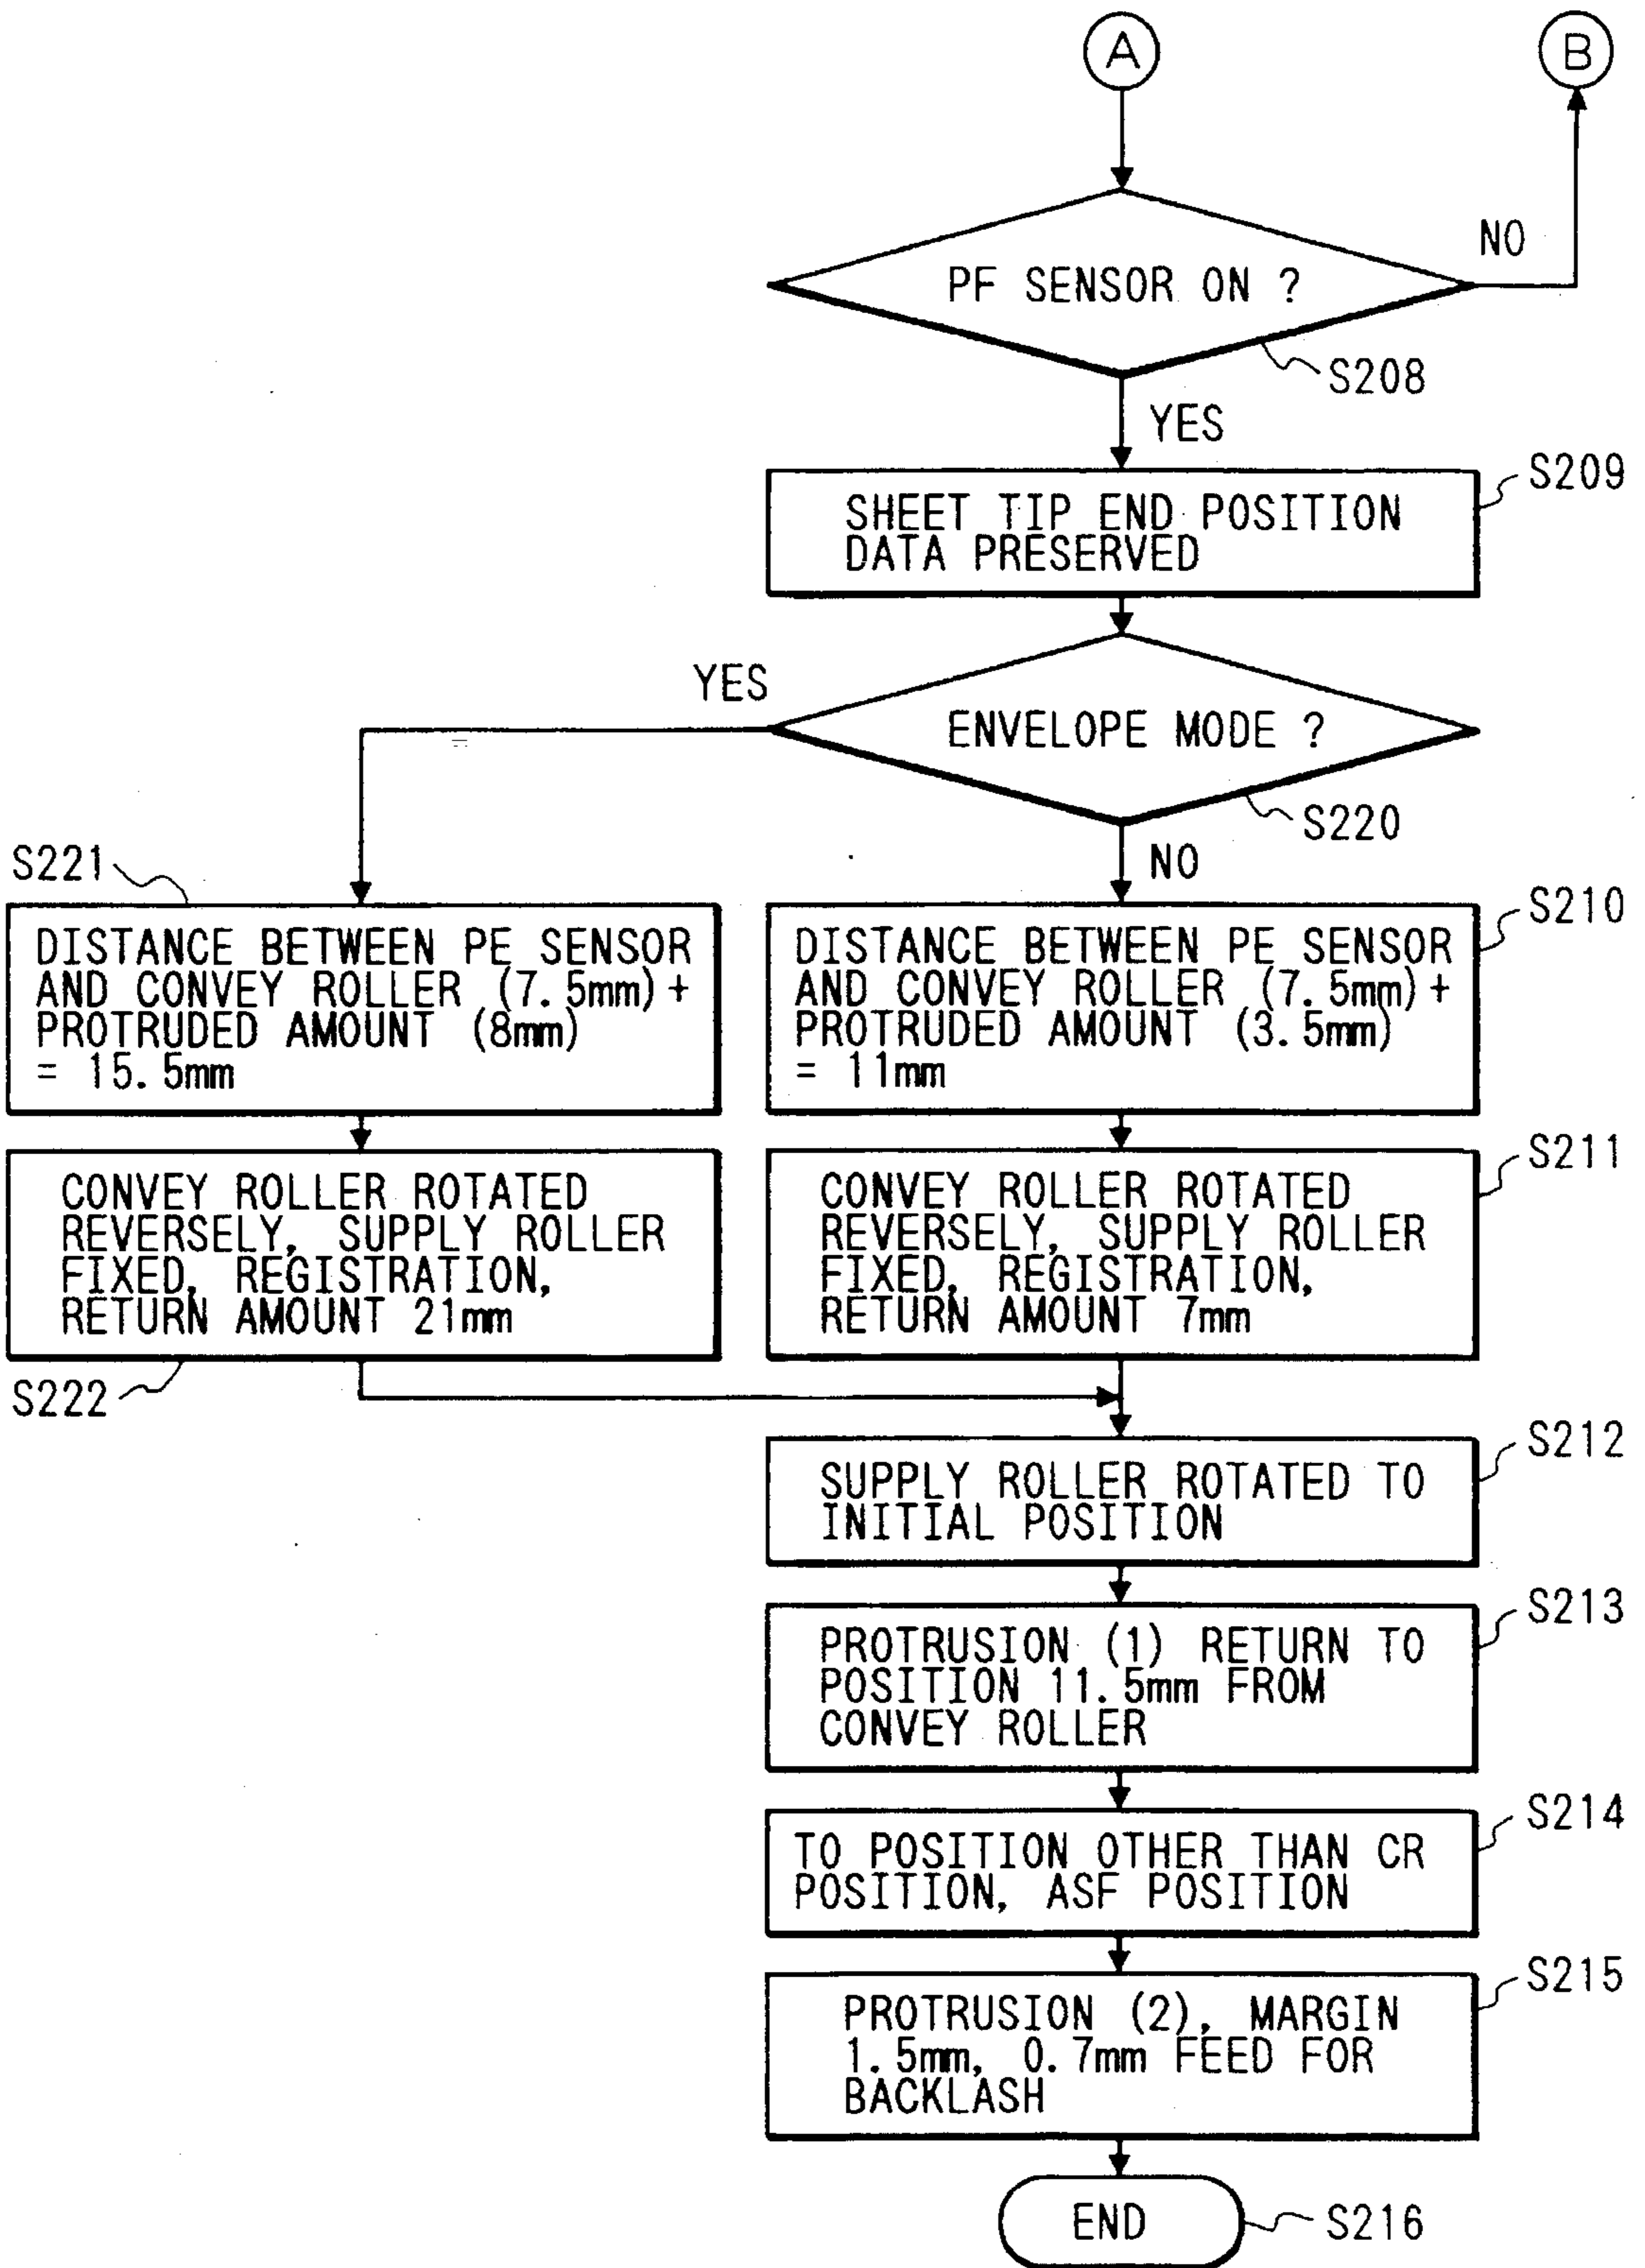 A
B
NO
PF SENSOR ON ?
S208
YES
S209
SHEET TIP END POSITION
DATA PRESERVED
YES
ENVELOPE MODE ?
S220
NO
S221
DISTANCE BETWEEN PE SENSOR
AND CONVEY ROLLER (7.5mm)+
PROTRUDED AMOUNT (8mm)
= 15.5mm
S210
DISTANCE BETWEEN PE SENSOR
AND CONVEY ROLLER (7.5mm)+
PROTRUDED AMOUNT (3.5mm)
= 11mm
CONVEY ROLLER ROTATED
REVERSELY, SUPPLY ROLLER
FIXED, REGISTRATION,
RETURN AMOUNT 21mm
S222
S211
CONVEY ROLLER ROTATED
REVERSELY, SUPPLY ROLLER
FIXED, REGISTRATION,
RETURN AMOUNT 7mm
S212
SUPPLY ROLLER ROTATED TO
INITIAL POSITION
S213
PROTRUSION (1) RETURN TO
POSITION 11.5mm FROM
CONVEY ROLLER
S214
TO POSITION OTHER THAN CR
POSITION, ASF POSITION
S215
PROTRUSION (2), MARGIN
1.5mm, 0.7mm FEED FOR
BACKLASH
END
S216